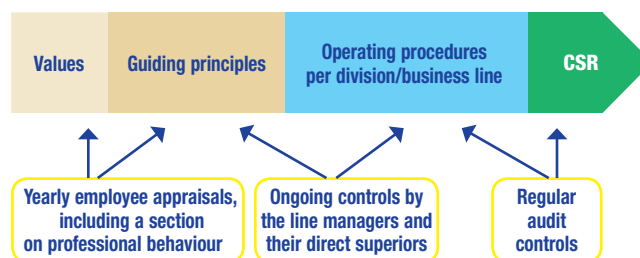 Values
Guiding principles
Operating procedures
per division/business line
CSR
Yearly employee appraisals,
including a section
on professional behaviour
Ongoing controls by
the line managers and
their direct superiors
Regular
audit
controls